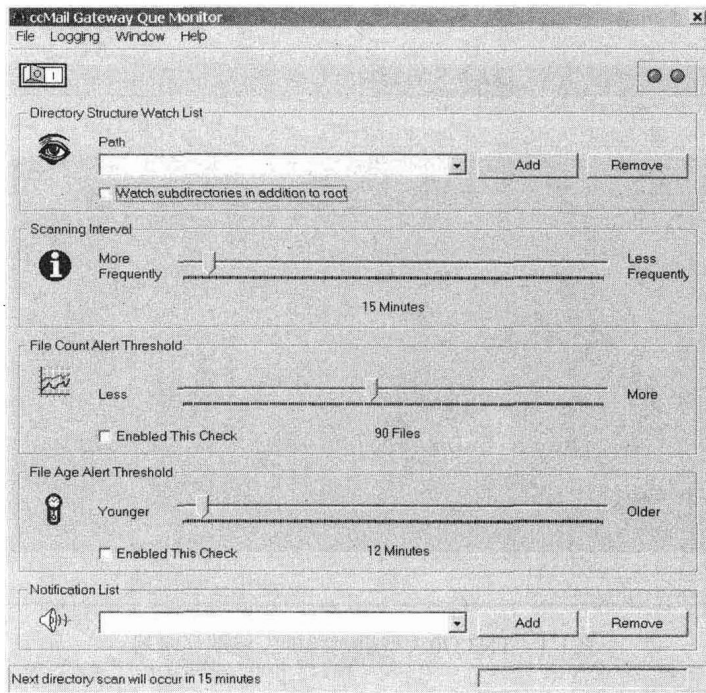 ccMail Gateway Que Monitor
File Logging Window Help
Directory Structure Watch List
Path
Add Remove
Watch subdirectories in addition to root
Scanning Interval
More Frequently
Less Frequently
15 Minutes
File Count Alert Threshold
Less
More
Enabled This Check
90 Files
File Age Alert Threshold
Younger
Older
Enabled This Check
12 Minutes
Notification List
Add Remove
Next directory scan will occur in 15 minutes